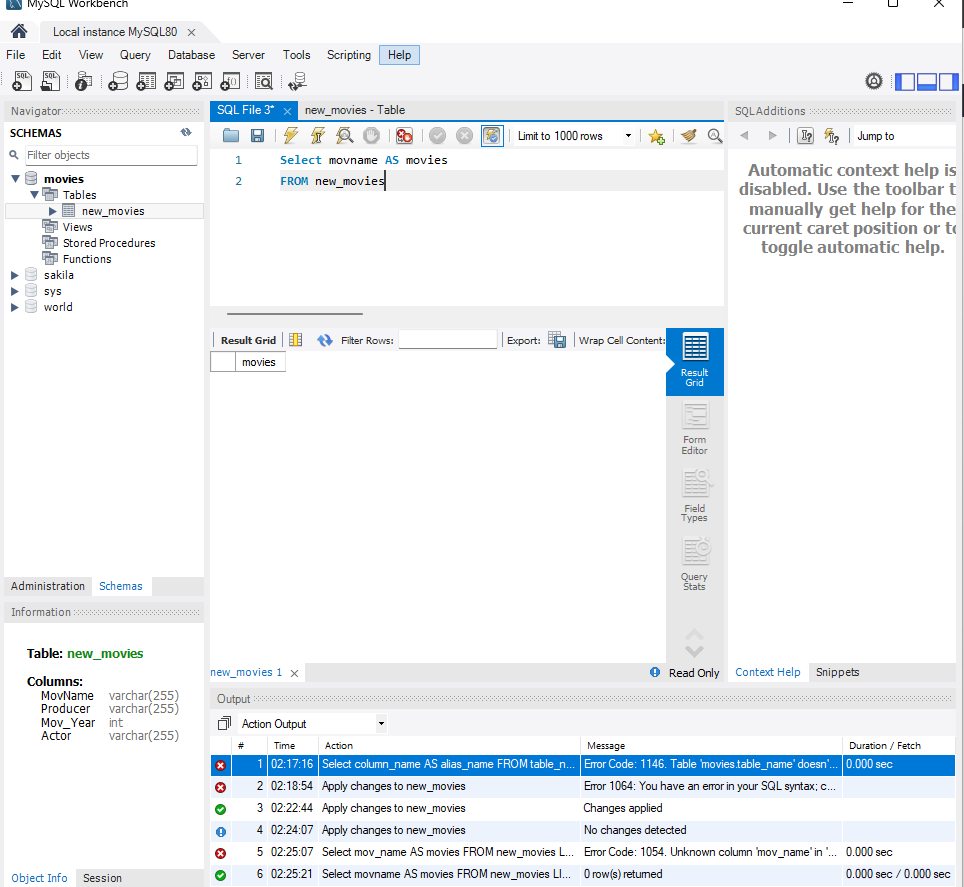 MySQL Workbench
Local instance MySQL80
File Edit View Query Database Server Tools Scripting Help
Navigator
SCHEMAS
Filter objects
movies
Tables
new_movies
Views
Stored Procedures
Functions
sakila
sys
world
Administration Schemas
Information
Table: new_movies
Columns:
MovName varchar(255)
Producer varchar(255)
Mov_Year int
Actor varchar(255)
Object Info Session
SQL File 3* new_movies - Table
Limit to 1000 rows
1 Select movname AS movies
2 FROM new_movies
Result Grid Filter Rows: Export: Wrap Cell Content:
movies
Result
Grid
Form
Editor
Field
Types
Query
Stats
new_movies 1
Read Only
SQLAdditions
Jump to
Automatic context help is
disabled. Use the toolbar t
manually get help for the
current caret position or to
toggle automatic help.
Context Help Snippets
Output
Action Output
# Time Action Message Duration / Fetch
1 02:17:16 Select column_name AS alias_name FROM table_n... Error Code: 1146. Table 'movies.table_name' doesn'... 0.000 sec
2 02:18:54 Apply changes to new_movies Error 1064: You have an error in your SQL syntax; c...
3 02:22:44 Apply changes to new_movies Changes applied
4 02:24:07 Apply changes to new_movies No changes detected
5 02:25:07 Select mov_name AS movies FROM new_movies LI... Error Code: 1054. Unknown column 'mov_name' in '... 0.000 sec
6 02:25:21 Select movname AS movies FROM new_movies LI... 0 row(s) returned 0.000 sec / 0.000 sec